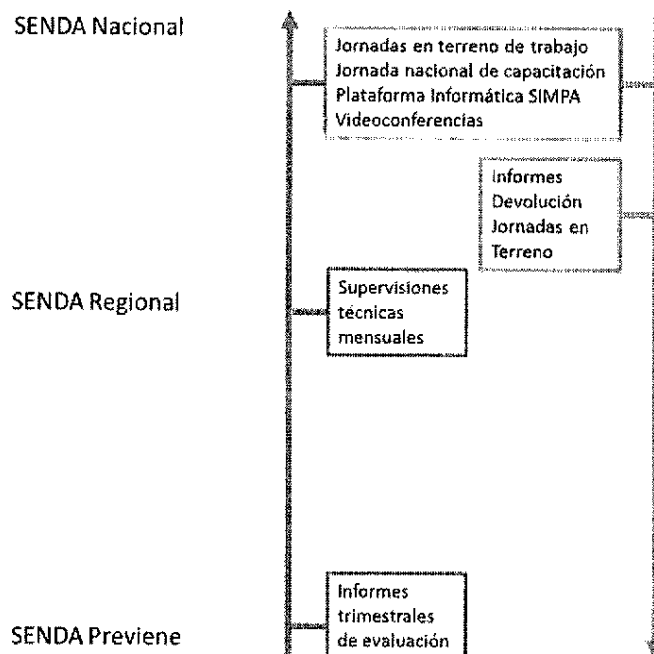 SENDA Nacional
Jornadas en terreno de trabajo
Jornada nacional de capacitación
Plataforma Informática SIMPA
Videoconferencias
Informes
Devolución
Jornadas en
Terreno
SENDA Regional
Supervisiones
técnicas
mensuales
Informes
trimestrales
de evaluación
SENDA Previene